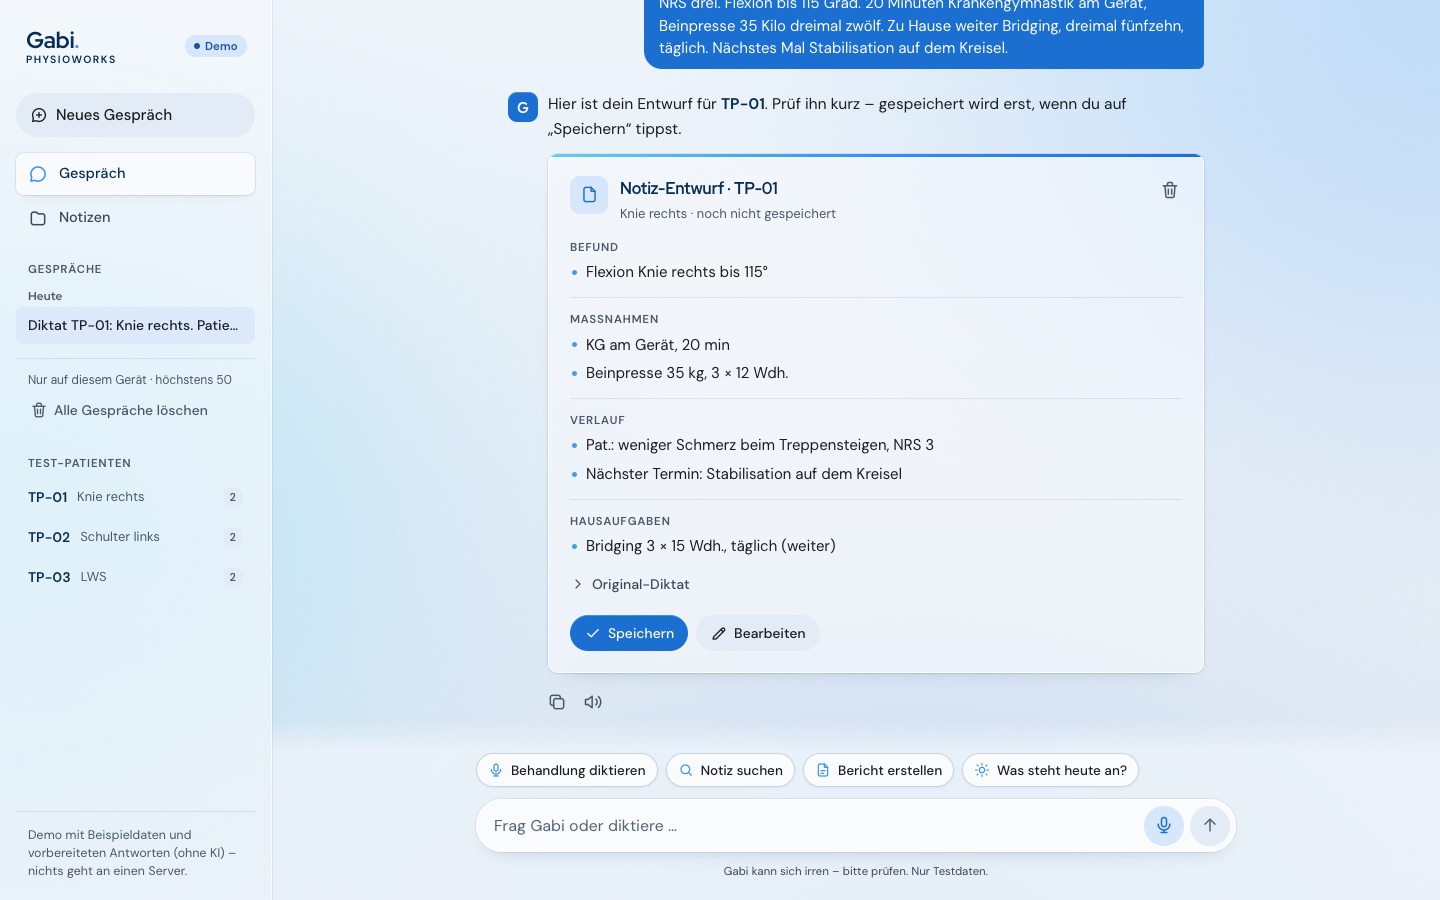 Gabi.
PHYSIOWORKS
Demo
Neues Gespräch
Gespräch
Notizen
GESPRÄCHE
Heute
Diktat TP-01: Knie rechts. Patie...
Nur auf diesem Gerät · höchstens 50
Alle Gespräche löschen
TEST-PATIENTEN
TP-01 Knie rechts 2
TP-02 Schulter links 2
TP-03 LWS 2
Demo mit Beispieldaten und
vorbereiteten Antworten (ohne KI) –
nichts geht an einen Server.
NRS drei. Flexion bis 115 Grad. 20 Minuten Krankengymnastik am Gerät,
Beinpresse 35 Kilo dreimal zwölf. Zu Hause weiter Bridging, dreimal fünfzehn,
täglich. Nächstes Mal Stabilisation auf dem Kreisel.
G
Hier ist dein Entwurf für TP-01. Prüf ihn kurz – gespeichert wird erst, wenn du auf
„Speichern“ tippst.
Notiz-Entwurf · TP-01
Knie rechts · noch nicht gespeichert
BEFUND
• Flexion Knie rechts bis 115°
MASSNAHMEN
• KG am Gerät, 20 min
• Beinpresse 35 kg, 3 × 12 Wdh.
VERLAUF
• Pat.: weniger Schmerz beim Treppensteigen, NRS 3
• Nächster Termin: Stabilisation auf dem Kreisel
HAUSAUFGABEN
• Bridging 3 × 15 Wdh., täglich (weiter)
Original-Diktat
Speichern
Bearbeiten
Behandlung diktieren
Notiz suchen
Bericht erstellen
Was steht heute an?
Frag Gabi oder diktiere ...
Gabi kann sich irren – bitte prüfen. Nur Testdaten.